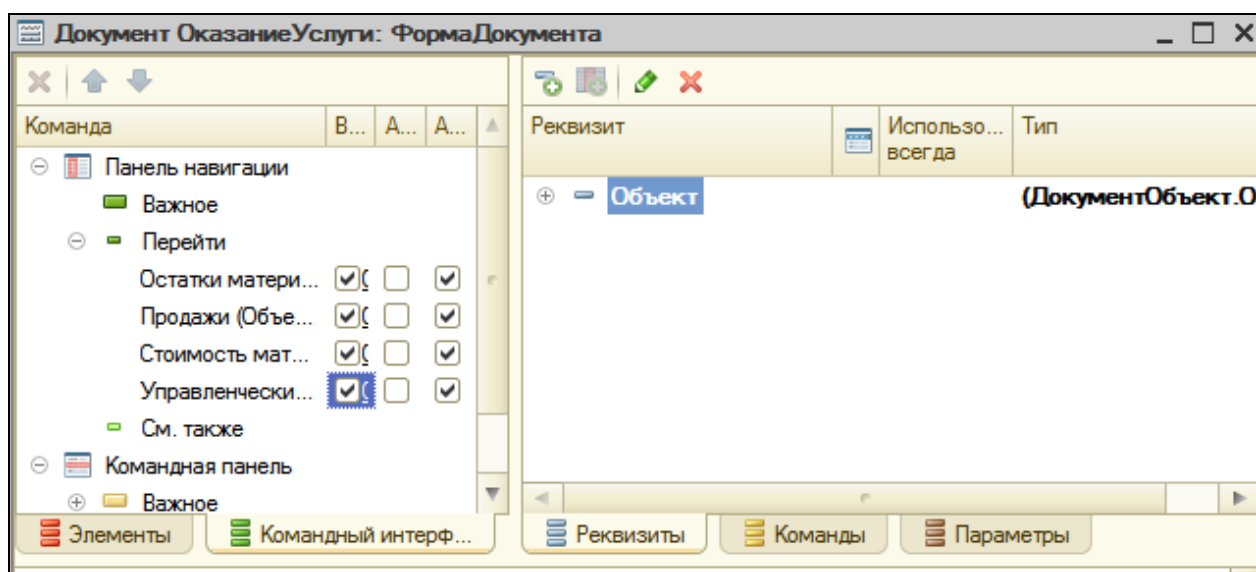 Документ ОказаниеУслуги: ФормаДокумента
Команда В... А... А...
Панель навигации
Важное
Перейти
Остатки матери...
Продажи (Объе...
Стоимость мат...
Управленчески...
См. также
Командная панель
Важное
Элементы Командный интерф...
Реквизит Использо... всегда Тип
Объект (ДокументОбъект.О
Реквизиты Команды Параметры